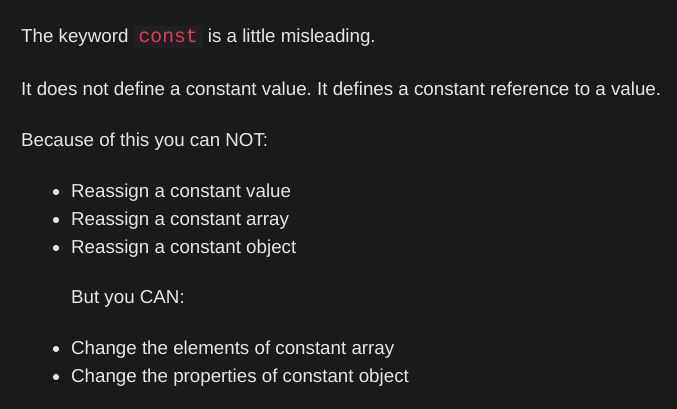 The keyword const is a little misleading.
It does not define a constant value. It defines a constant reference to a value.
Because of this you can NOT:
• Reassign a constant value
• Reassign a constant array
• Reassign a constant object
But you CAN:
• Change the elements of constant array
• Change the properties of constant object